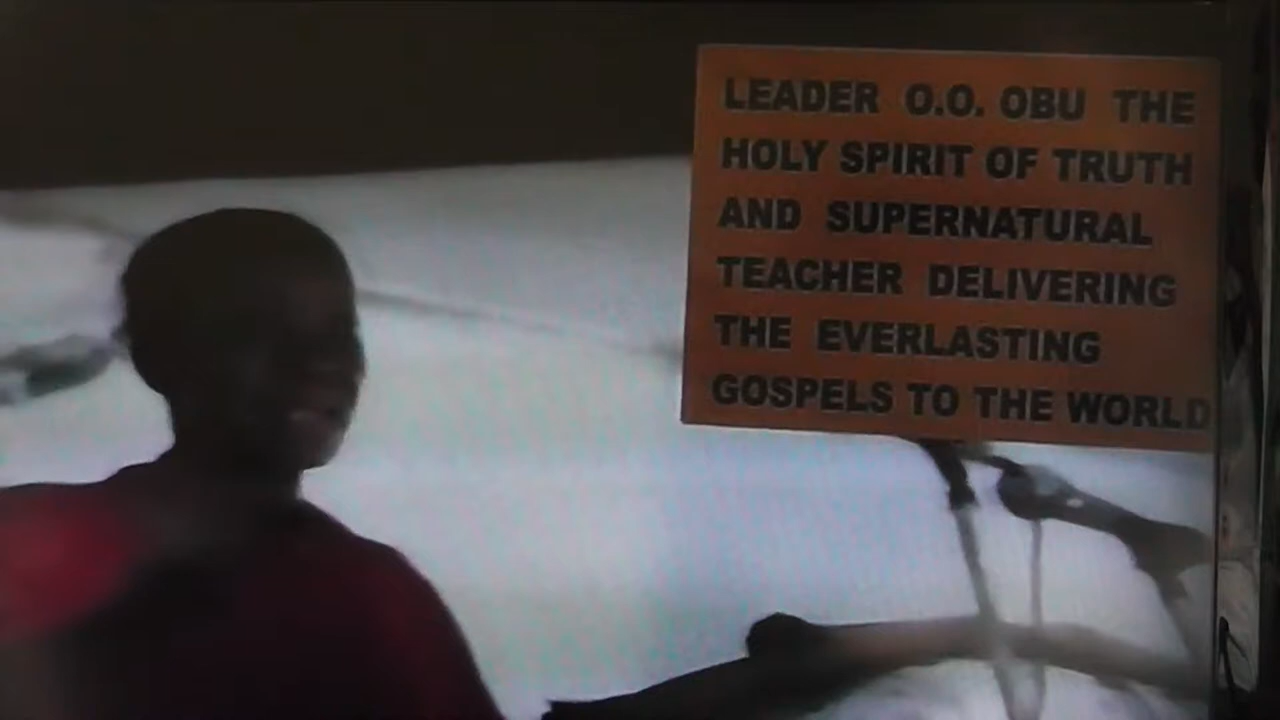 LEADER O.O. OBU THE
HOLY SPIRIT OF TRUTH
AND SUPERNATURAL
TEACHER DELIVERING
THE EVERLASTING
GOSPELS TO THE WORLD